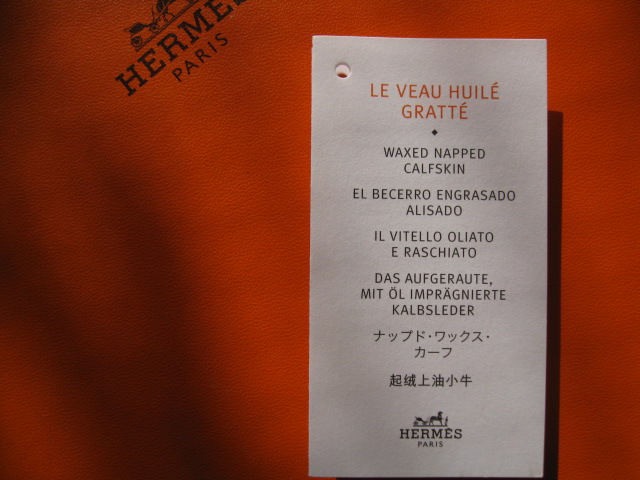 HERMÈS
PARIS
LE VEAU HUILÉ
GRATTÉ
WAXED NAPPED
CALFSKIN
EL BECERRO ENGRASADO
ALISADO
IL VITELLO OLIATO
E RASCHIATO
DAS AUFGERAUTE,
MIT ÖL IMPRÄGNIERTE
KALBSLEDER
ナップド・ワックス・
カーフ
起绒上油小牛
HERMÈS
PARIS